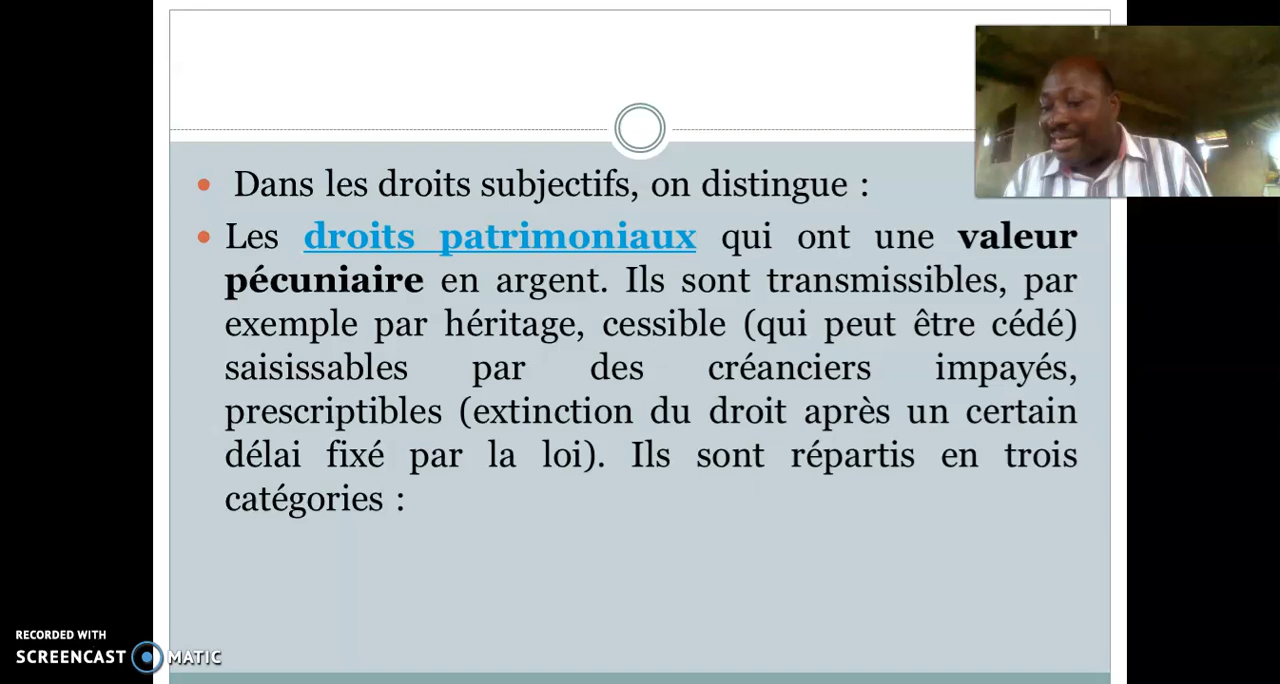 Dans les droits subjectifs, on distingue :
Les droits patrimoniaux qui ont une valeur
pécuniaire en argent. Ils sont transmissibles, par
exemple par héritage, cessible (qui peut être cédé)
saisissables par des créanciers impayés,
prescriptibles (extinction du droit après un certain
délai fixé par la loi). Ils sont répartis en trois
catégories :
RECORDED WITH
SCREENCAST MATIC